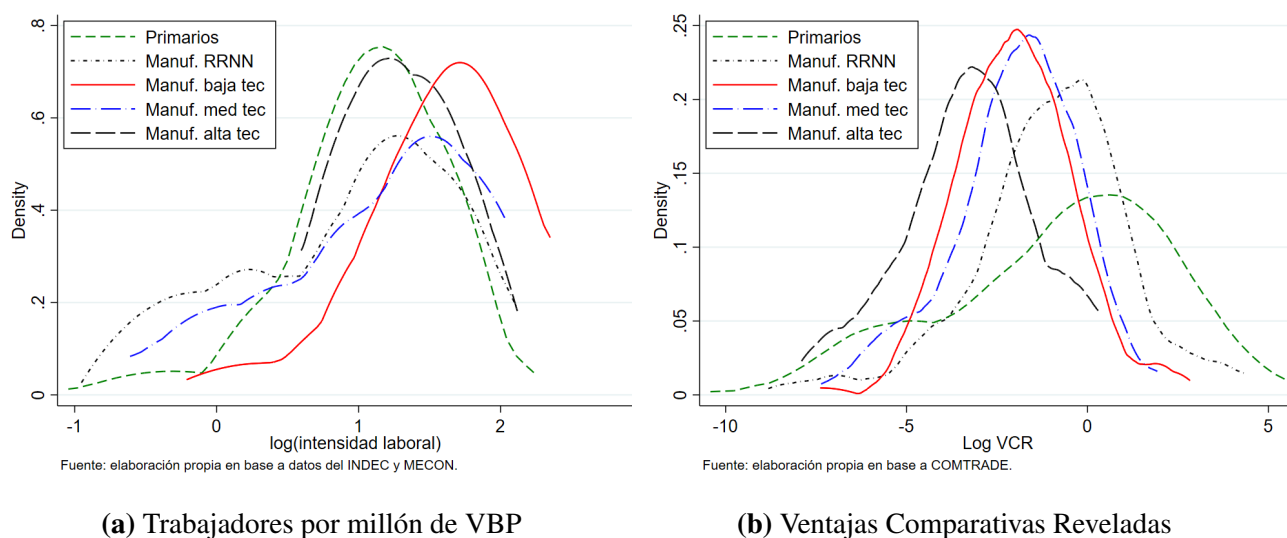 Primarios
Manuf. RRNN
Manuf. baja tec
Manuf. med tec
Manuf. alta tec
Density
0 .2 .4 .6 .8
-1 0 1 2
log(intensidad laboral)
Fuente: elaboración propia en base a datos del INDEC y MECON.
(a) Trabajadores por millón de VBP
Primarios
Manuf. RRNN
Manuf. baja tec
Manuf. med tec
Manuf. alta tec
Density
0 .05 .1 .15 .2 .25
-10 -5 0 5
Log VCR
Fuente: elaboración propia en base a COMTRADE.
(b) Ventajas Comparativas Reveladas